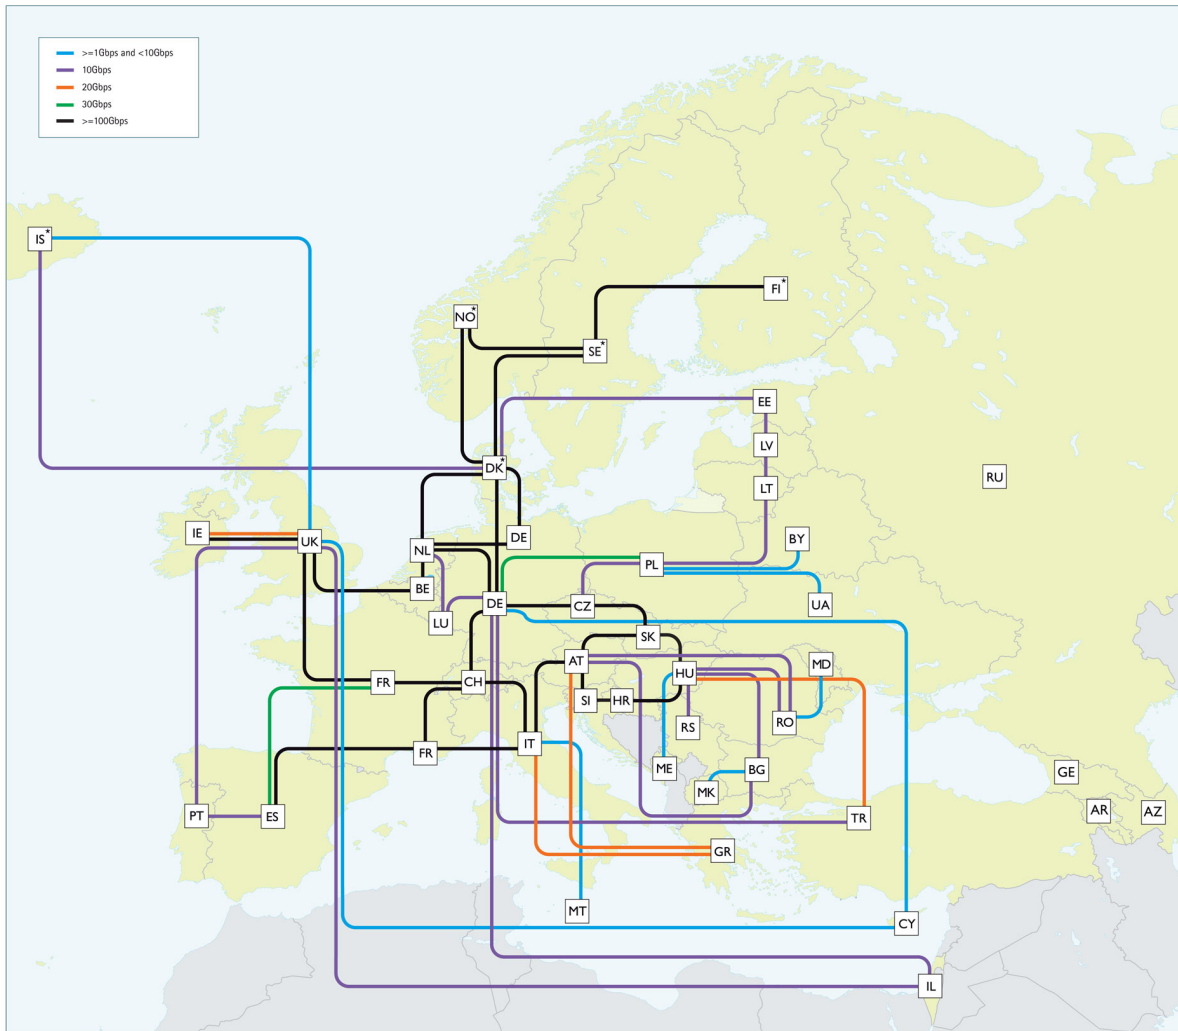 >=1Gbps and <10Gbps
10Gbps
20Gbps
30Gbps
>=100Gbps
IS*
FI*
NO*
SE*
EE
LV
DK*
RU
LT
IE
DE
BY
UK
NL
PL
BE
DE
CZ
UA
LU
SK
AT
MD
HU
FR
CH
SI
HR
RO
RS
IT
FR
ME
BG
GE
MK
AR
AZ
PT
ES
TR
GR
MT
CY
IL